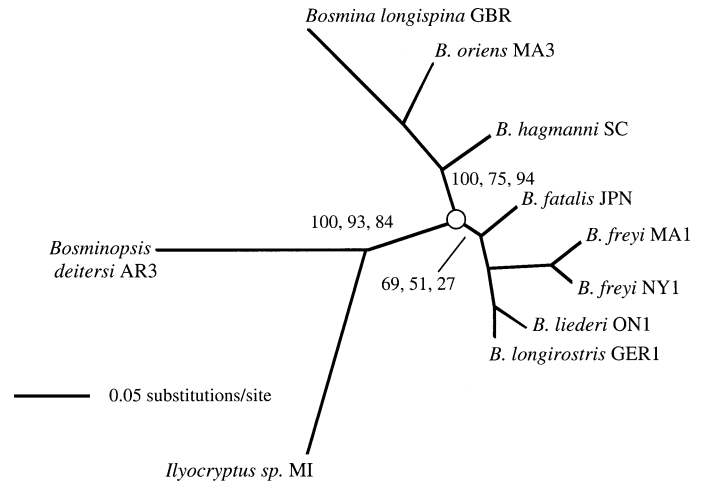 Bosmina longispina GBR
B. oriens MA3
B. hagmanni SC
100, 75, 94
B. fatalis JPN
100, 93, 84
B. freyi MA1
Bosminopsis
deitersi AR3
69, 51, 27
B. freyi NY1
B. liederi ON1
B. longirostris GER1
0.05 substitutions/site
Ilyocryptus sp. MI